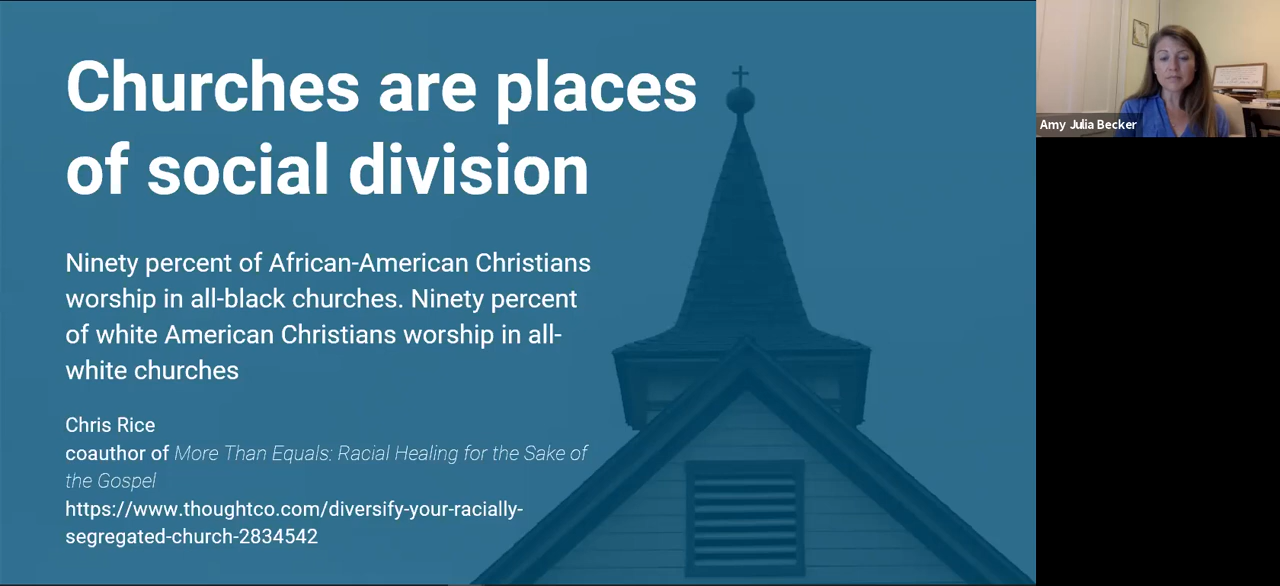 Churches are places
of social division
Ninety percent of African-American Christians
worship in all-black churches. Ninety percent
of white American Christians worship in all-
white churches
Chris Rice
coauthor of More Than Equals: Racial Healing for the Sake of
the Gospel
https://www.thoughtco.com/diversify-your-racially-
segregated-church-2834542
Amy Julia Becker